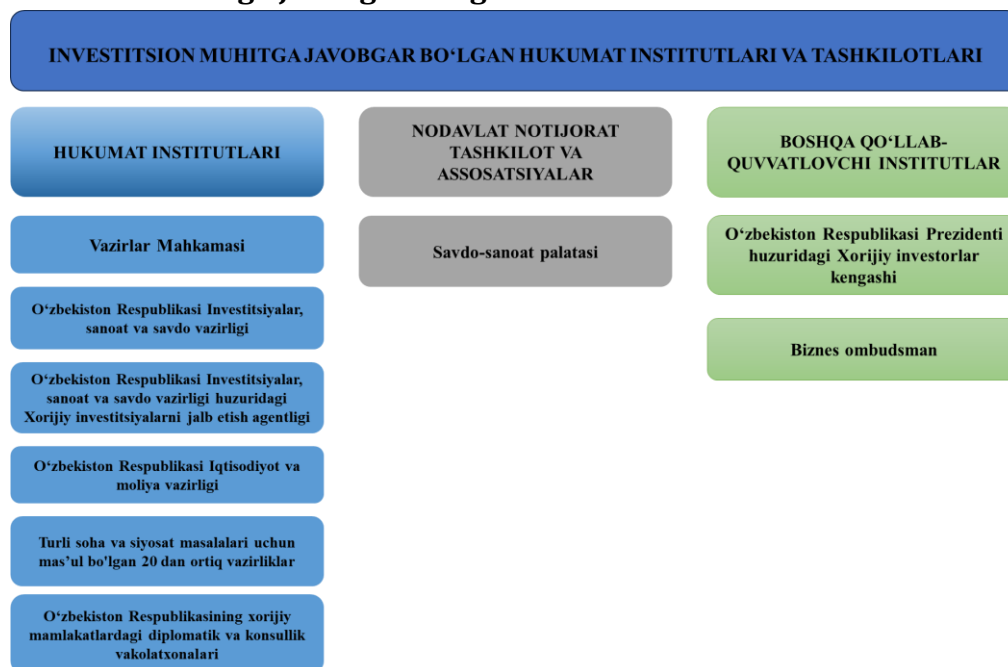 INVESTITSION MUHITGA JAVOBGAR BO‘LGAN HUKUMAT INSTITUTLARI VA TASHKILOTLARI
HUKUMAT INSTITUTLARI
Vazirlar Mahkamasi
O‘zbekiston Respublikasi Investitsiyalar,
sanoat va savdo vazirligi
O‘zbekiston Respublikasi Investitsiyalar,
sanoat va savdo vazirligi huzuridagi
Xorijiy investitsiyalarni jalb etish agentligi
O‘zbekiston Respublikasi Iqtisodiyot va
moliya vazirligi
Turli soha va siyosat masalalari uchun
mas’ul bo'lgan 20 dan ortiq vazirliklar
O‘zbekiston Respublikasining xorijiy
mamlakatlardagi diplomatik va konsullik
vakolatxonalari
NODAVLAT NOTIJORAT
TASHKILOT VA
ASSOSATSIYALAR
Savdo-sanoat palatasi
BOSHQA QO‘LLAB-
QUVVATLOVCHI INSTITUTLAR
O‘zbekiston Respublikasi Prezidenti
huzuridagi Xorijiy investorlar
kengashi
Biznes ombudsman